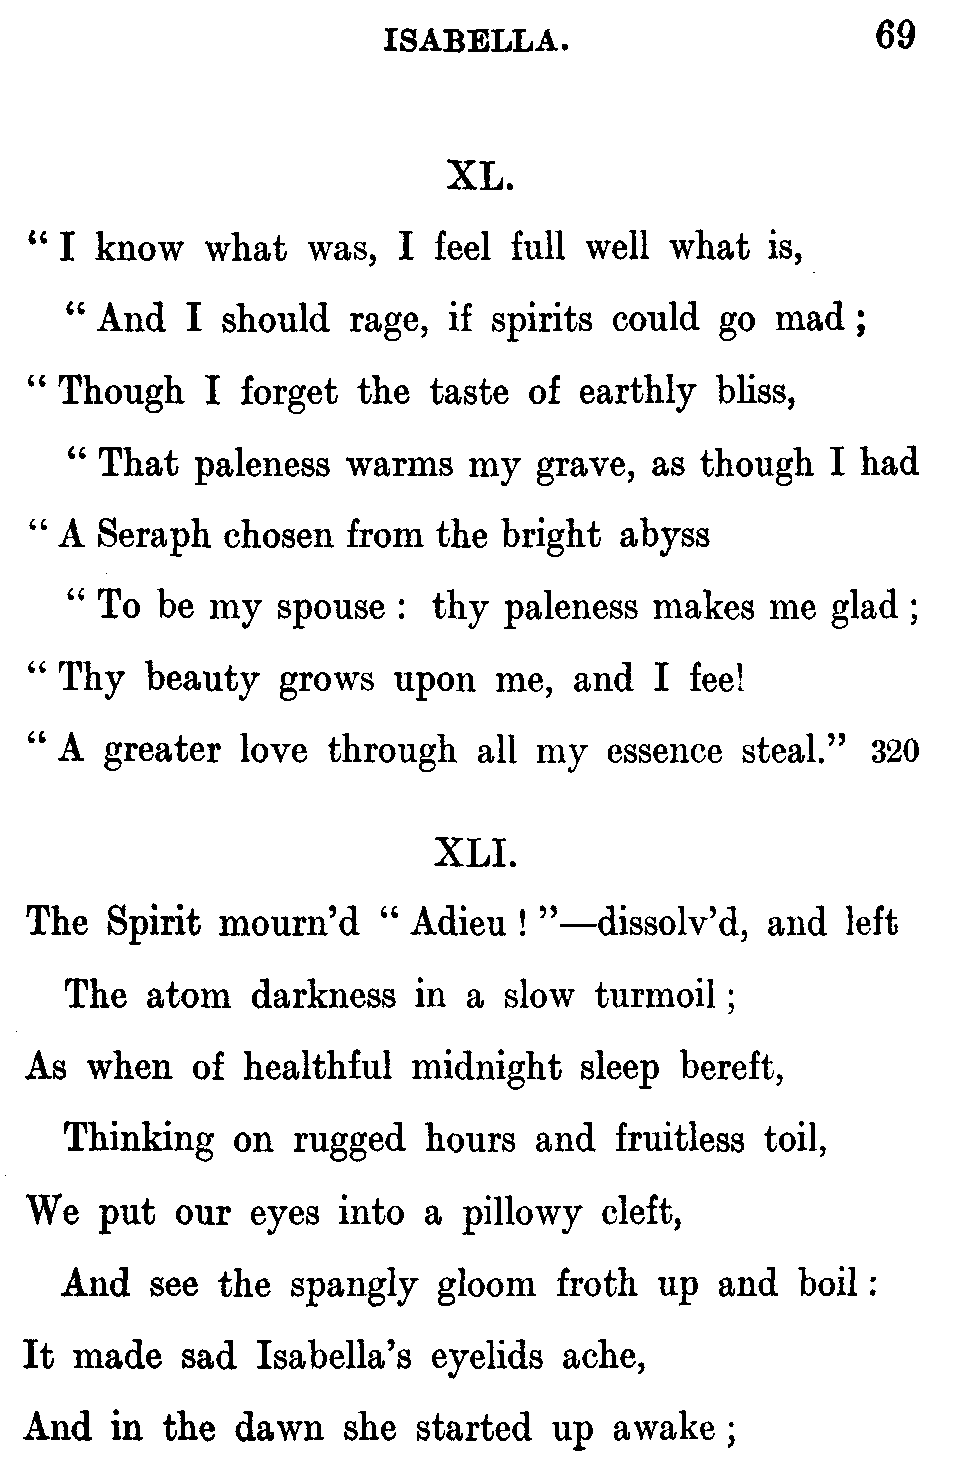 ISABELLA. 69
XL.
“ I know what was, I feel full well what is,
“ And I should rage, if spirits could go mad ;
“ Though I forget the taste of earthly bliss,
“ That paleness warms my grave, as though I had
“ A Seraph chosen from the bright abyss
“ To be my spouse : thy paleness makes me glad ;
“ Thy beauty grows upon me, and I feel
“ A greater love through all my essence steal.” 320
XLI.
The Spirit mourn’d “ Adieu ! ”—dissolv’d, and left
The atom darkness in a slow turmoil ;
As when of healthful midnight sleep bereft,
Thinking on rugged hours and fruitless toil,
We put our eyes into a pillowy cleft,
And see the spangly gloom froth up and boil :
It made sad Isabella’s eyelids ache,
And in the dawn she started up awake ;